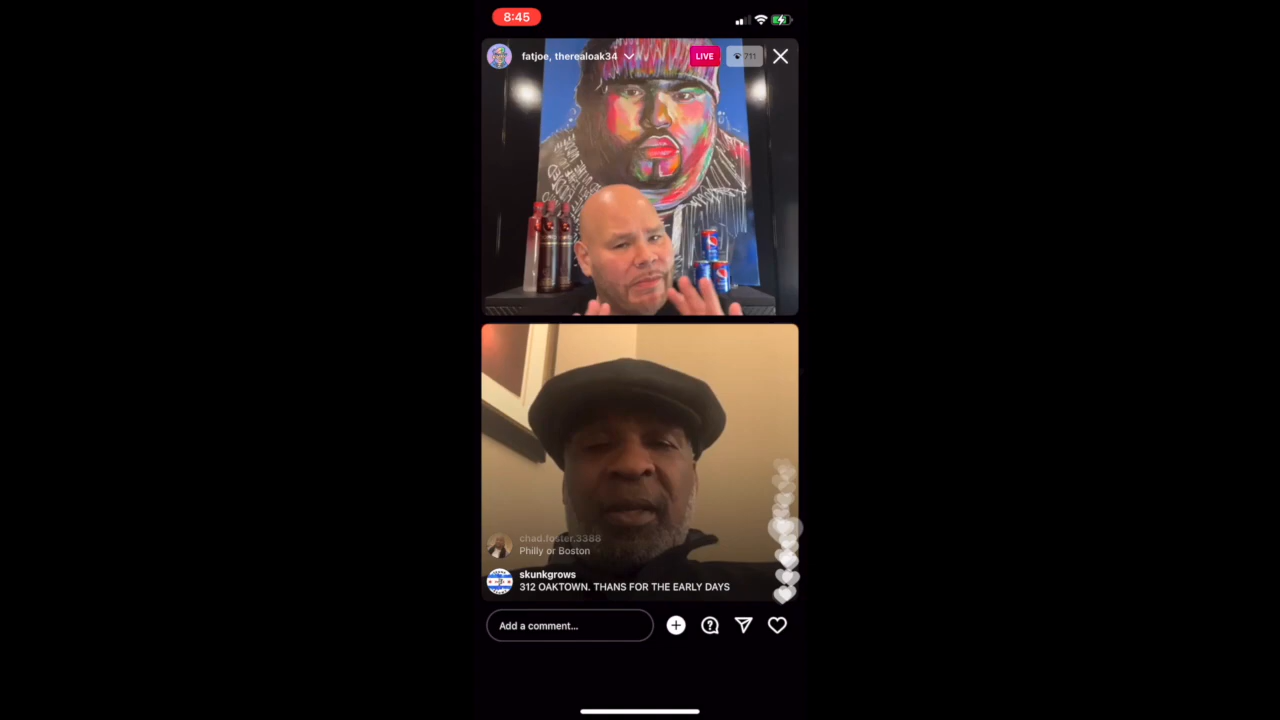 8:45
fatjoe, therealoak34
LIVE
711
chad.foster.3388
Philly or Boston
skunkgrows
312 OAKTOWN. THANS FOR THE EARLY DAYS
Add a comment...